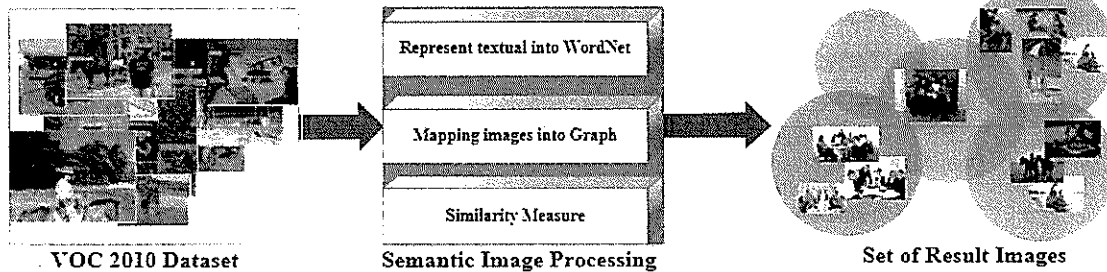 Represent textual into WordNet
Mapping images into Graph
Similarity Measure
VOC 2010 Dataset
Semantic Image Processing
Set of Result Images